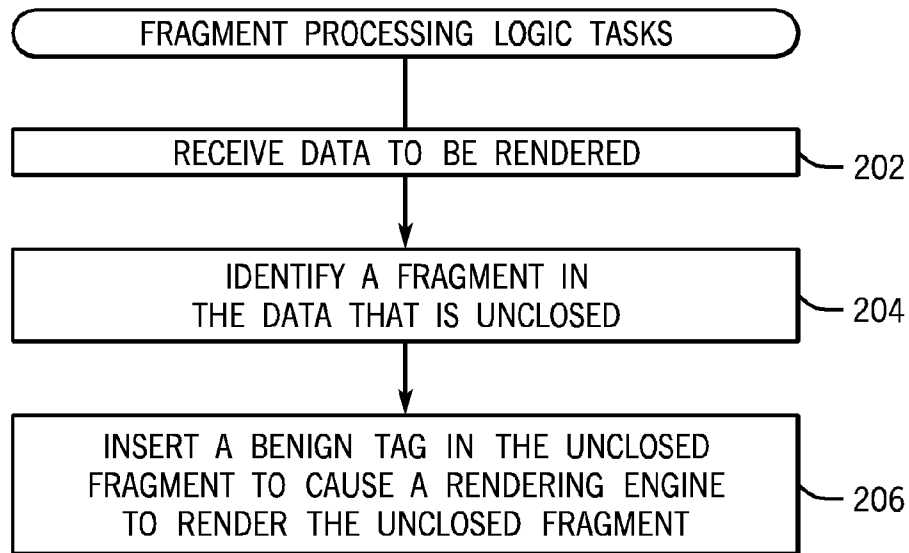 FRAGMENT PROCESSING LOGIC TASKS
RECEIVE DATA TO BE RENDERED
202
IDENTIFY A FRAGMENT IN
THE DATA THAT IS UNCLOSED
204
INSERT A BENIGN TAG IN THE UNCLOSED
FRAGMENT TO CAUSE A RENDERING ENGINE
TO RENDER THE UNCLOSED FRAGMENT
206